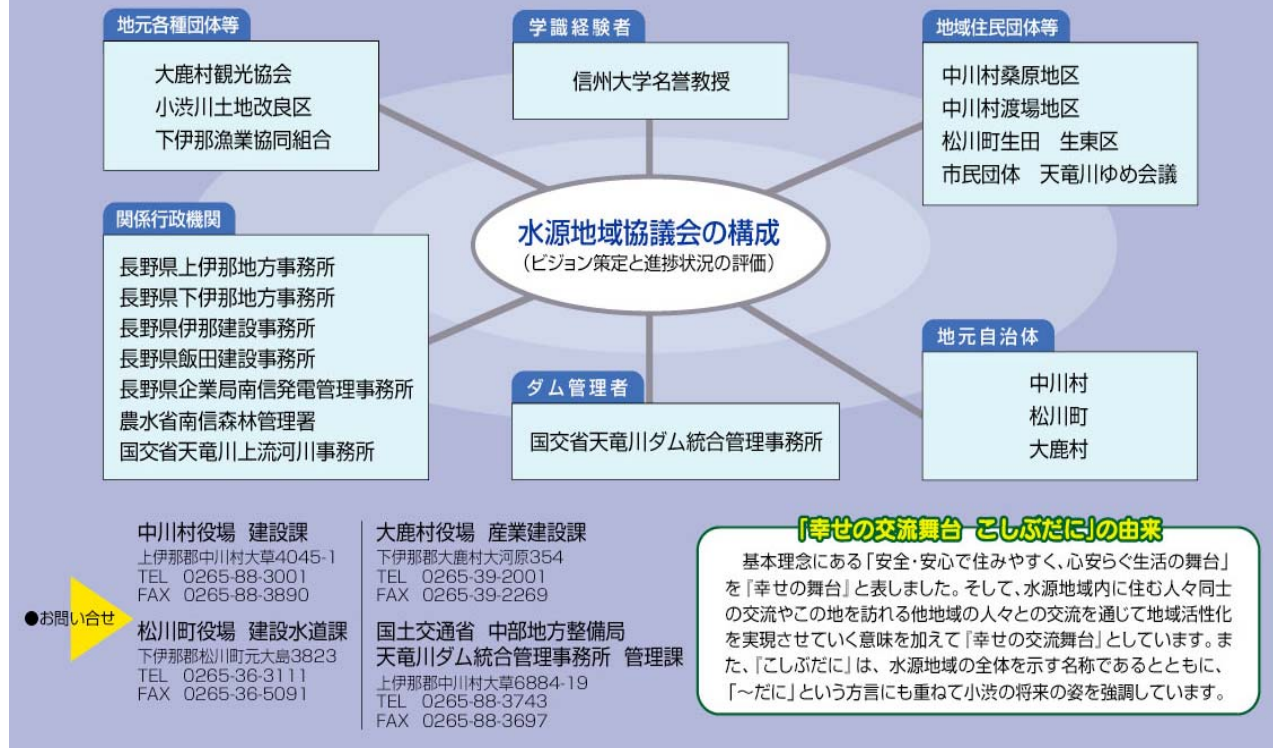 地元各種団体等
大鹿村観光協会
小渋川土地改良区
下伊那漁業協同組合
学識経験者
信州大学名誉教授
地域住民団体等
中川村桑原地区
中川村渡場地区
松川町生田　生東区
市民団体　天竜川ゆめ会議
水源地域協議会の構成
（ビジョン策定と進捗状況の評価）
関係行政機関
長野県上伊那地方事務所
長野県下伊那地方事務所
長野県伊那建設事務所
長野県飯田建設事務所
長野県企業局南信発電管理事務所
農水省南信森林管理署
国交省天竜川上流河川事務所
ダム管理者
国交省天竜川ダム統合管理事務所
地元自治体
中川村
松川町
大鹿村
●お問い合せ
中川村役場 建設課
上伊那郡中川村大草4045-1
TEL 0265-88-3001
FAX 0265-88-3890
松川町役場 建設水道課
下伊那郡松川町元大島3823
TEL 0265-36-3111
FAX 0265-36-5091
大鹿村役場 産業建設課
下伊那郡大鹿村大河原354
TEL 0265-39-2001
FAX 0265-39-2269
国土交通省 中部地方整備局
天竜川ダム統合管理事務所 管理課
上伊那郡中川村大草6884-19
TEL 0265-88-3743
FAX 0265-88-3697
「幸せの交流舞台 こしぶだに」の由来
基本理念にある「安全・安心で住みやすく、心安らぐ生活の舞台」
を『幸せの舞台』と表しました。そして、水源地域内に住む人々同士
の交流やこの地を訪れる他地域の人々との交流を通じて地域活性化
を実現させていく意味を加えて『幸せの交流舞台』としています。ま
た、『こしぶだに』は、水源地域の全体を示す名称であるとともに、
「～だに」という方言にも重ねて小渋の将来の姿を強調しています。